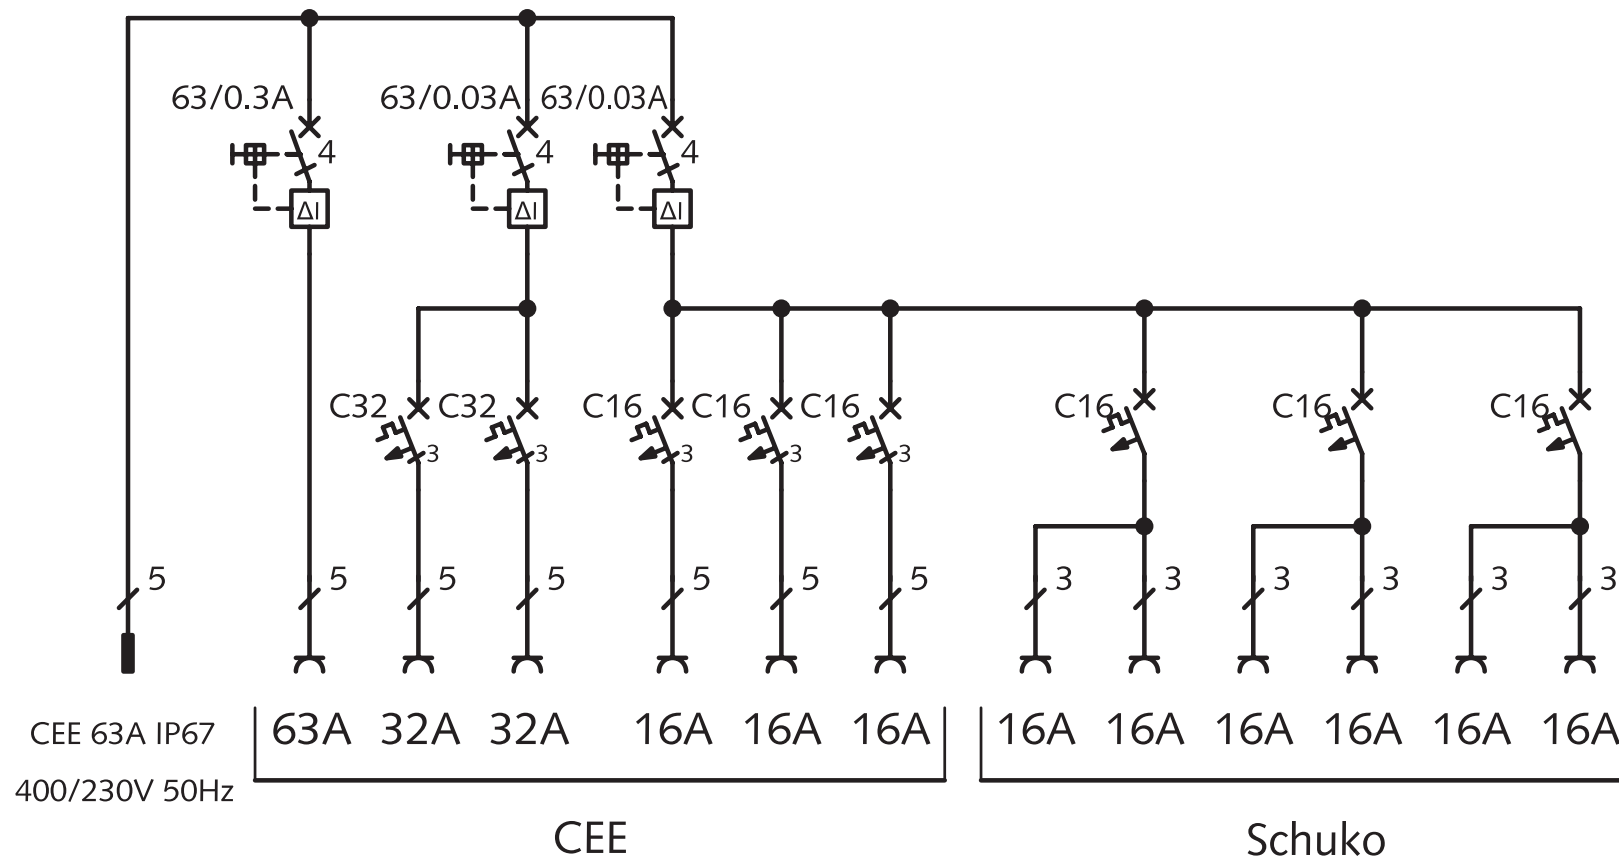 63/0.3A 63/0.03A 63/0.03A
4 4 4
ΔI ΔI ΔI
C32 C32 C16 C16 C16 C16 C16 C16
3 3 3 3 3
5 5 5 5 5 5 5 3 3 3 3 3 3
63A 32A 32A 16A 16A 16A 16A 16A 16A 16A 16A 16A
CEE 63A IP67
400/230V 50Hz
CEE Schuko